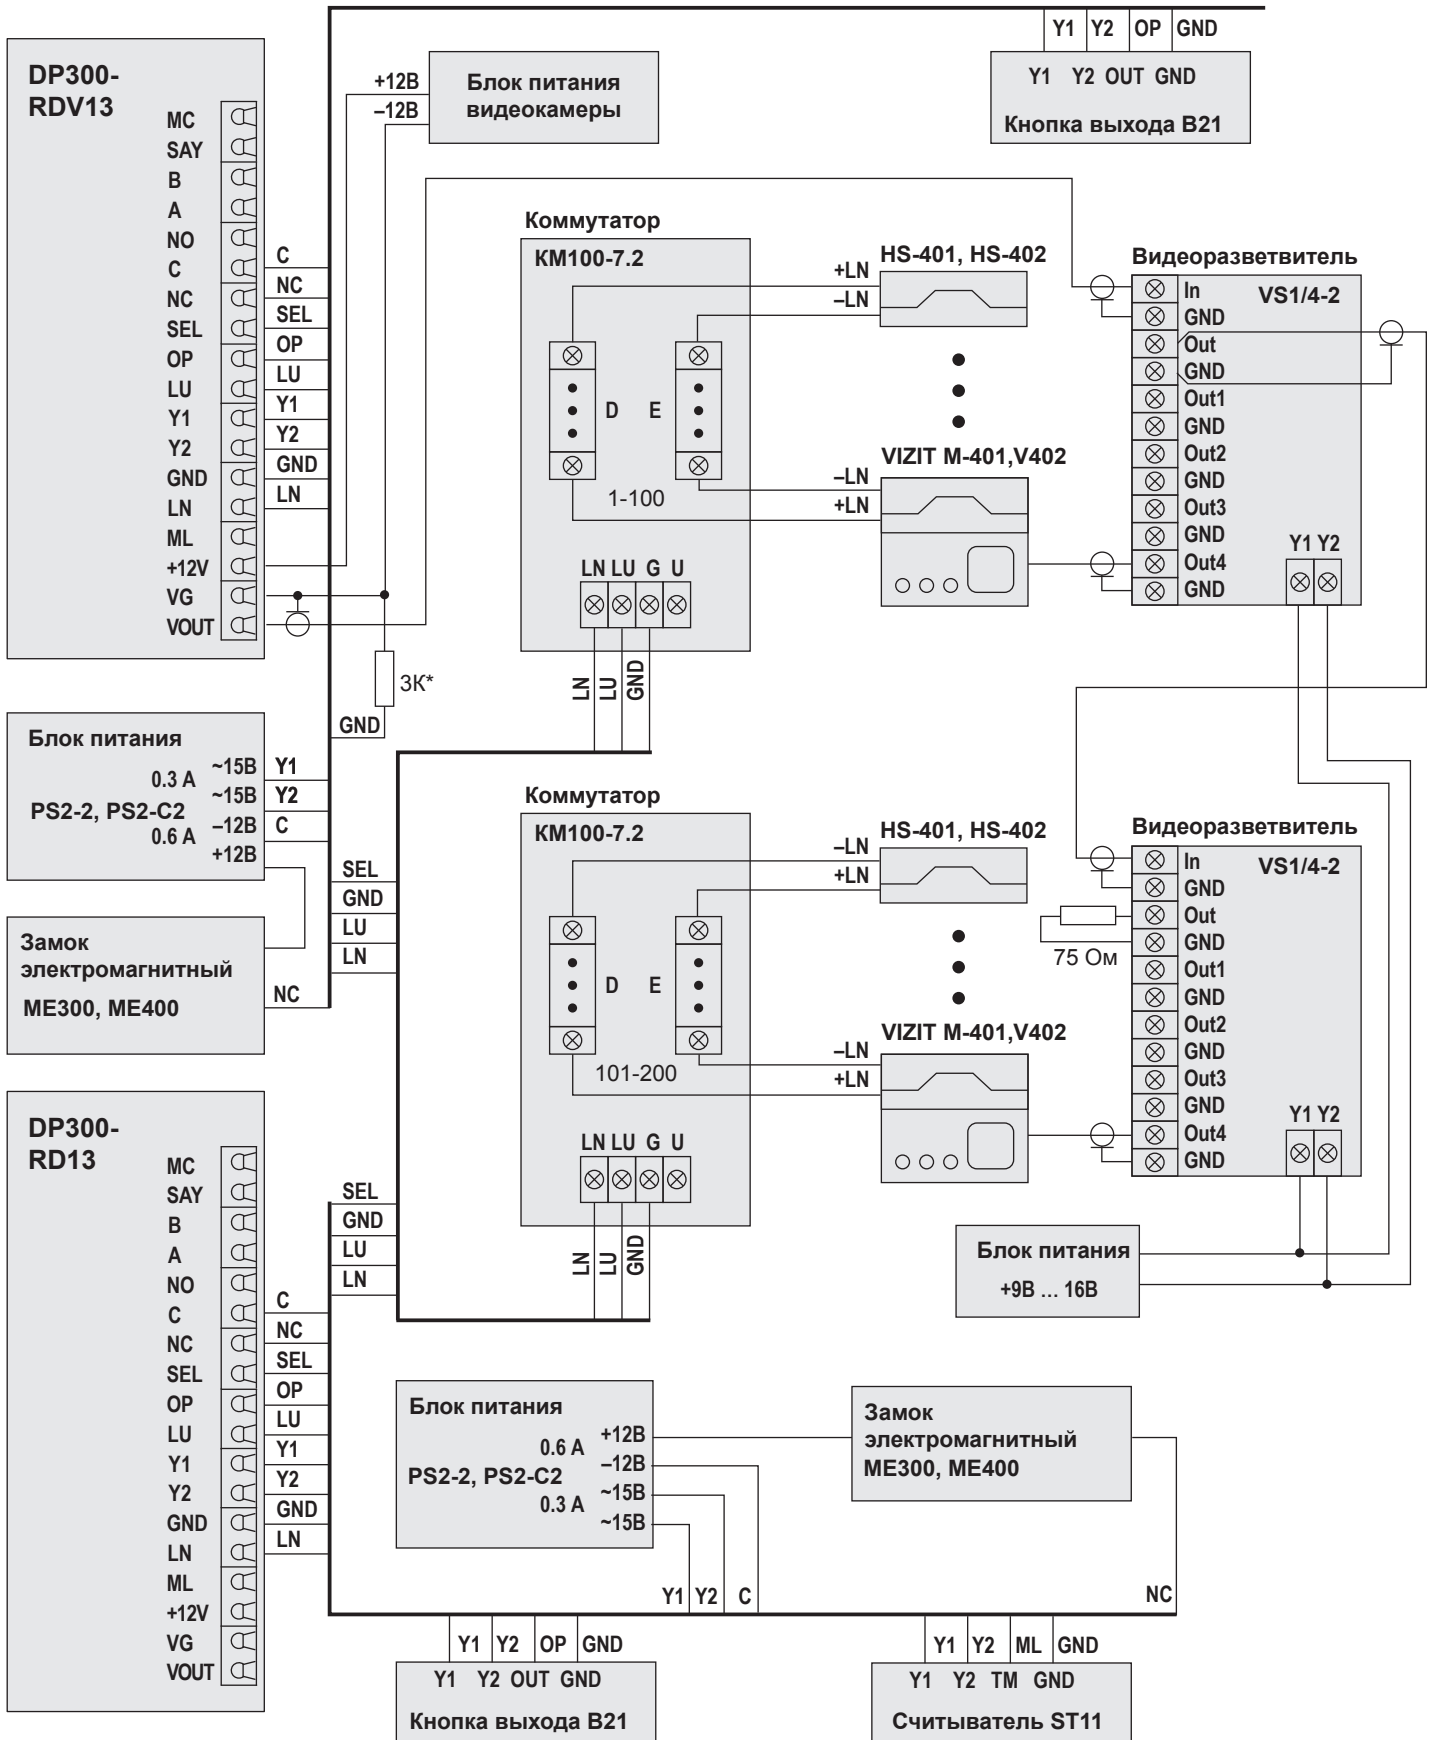 Y1 Y2 OP GND
Y1 Y2 OUT GND
Кнопка выхода B21
DP300-
RDV13
MC
SAY
B
A
NO
C
NC
SEL
OP
LU
Y1
Y2
GND
LN
ML
+12V
VG
VOUT
C
NC
SEL
OP
LU
Y1
Y2
GND
LN
+12В
–12В
Блок питания
видеокамеры
3К*
GND
Коммутатор
КМ100-7.2
D E
1-100
LN LU G U
LN
LU
GND
+LN
–LN
HS-401, HS-402
VIZIT M-401,V402
–LN
+LN
Видеоразветвитель
VS1/4-2
In
GND
Out
GND
Out1
GND
Out2
GND
Out3
GND
Out4
GND
Y1 Y2
Блок питания
0.3 А
PS2-2, PS2-C2
0.6 А
~15В
~15В
–12В
+12В
Y1
Y2
C
Замок
электромагнитный
ME300, ME400
NC
SEL
GND
LU
LN
Коммутатор
КМ100-7.2
D E
101-200
LN LU G U
LN
LU
GND
–LN
+LN
HS-401, HS-402
VIZIT M-401,V402
–LN
+LN
Видеоразветвитель
VS1/4-2
In
GND
Out
GND
Out1
GND
Out2
GND
Out3
GND
Out4
GND
75 Ом
Y1 Y2
Блок питания
+9В ... 16В
DP300-
RD13
MC
SAY
B
A
NO
C
NC
SEL
OP
LU
Y1
Y2
GND
LN
ML
+12V
VG
VOUT
C
NC
SEL
OP
LU
Y1
Y2
GND
LN
SEL
GND
LU
LN
Блок питания
0.6 А
PS2-2, PS2-C2
0.3 А
+12В
–12В
~15В
~15В
Y1 Y2 C
Замок
электромагнитный
ME300, ME400
NC
Y1 Y2 OP GND
Y1 Y2 OUT GND
Кнопка выхода B21
Y1 Y2 ML GND
Y1 Y2 TM GND
Считыватель ST11